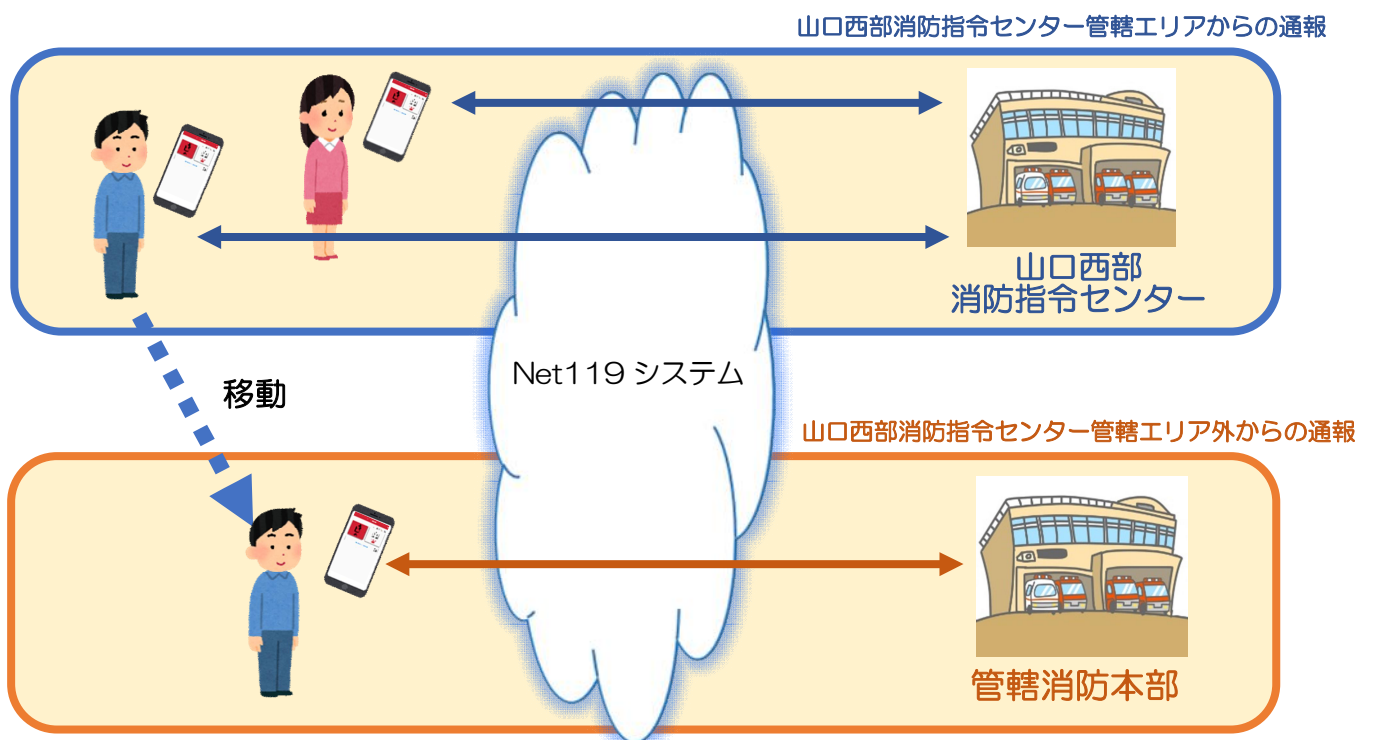 山口西部消防指令センター管轄エリアからの通報
山口西部
消防指令センター
Net119 システム
移動
山口西部消防指令センター管轄エリア外からの通報
管轄消防本部